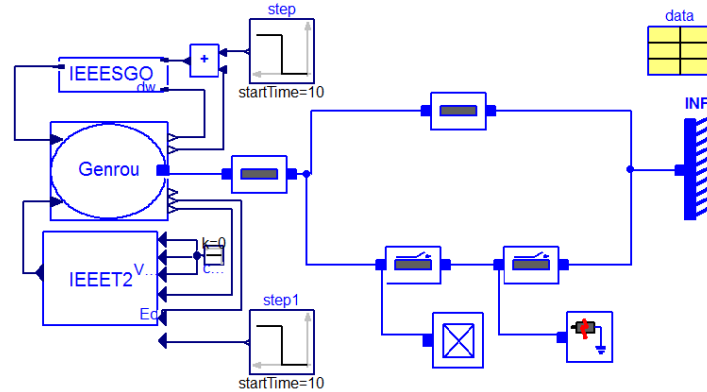 step
data
IEEESGO
+
dw
startTime=10
INF
Genrou
k=0
V...
c...
IEEET2
step1
Ec
startTime=10